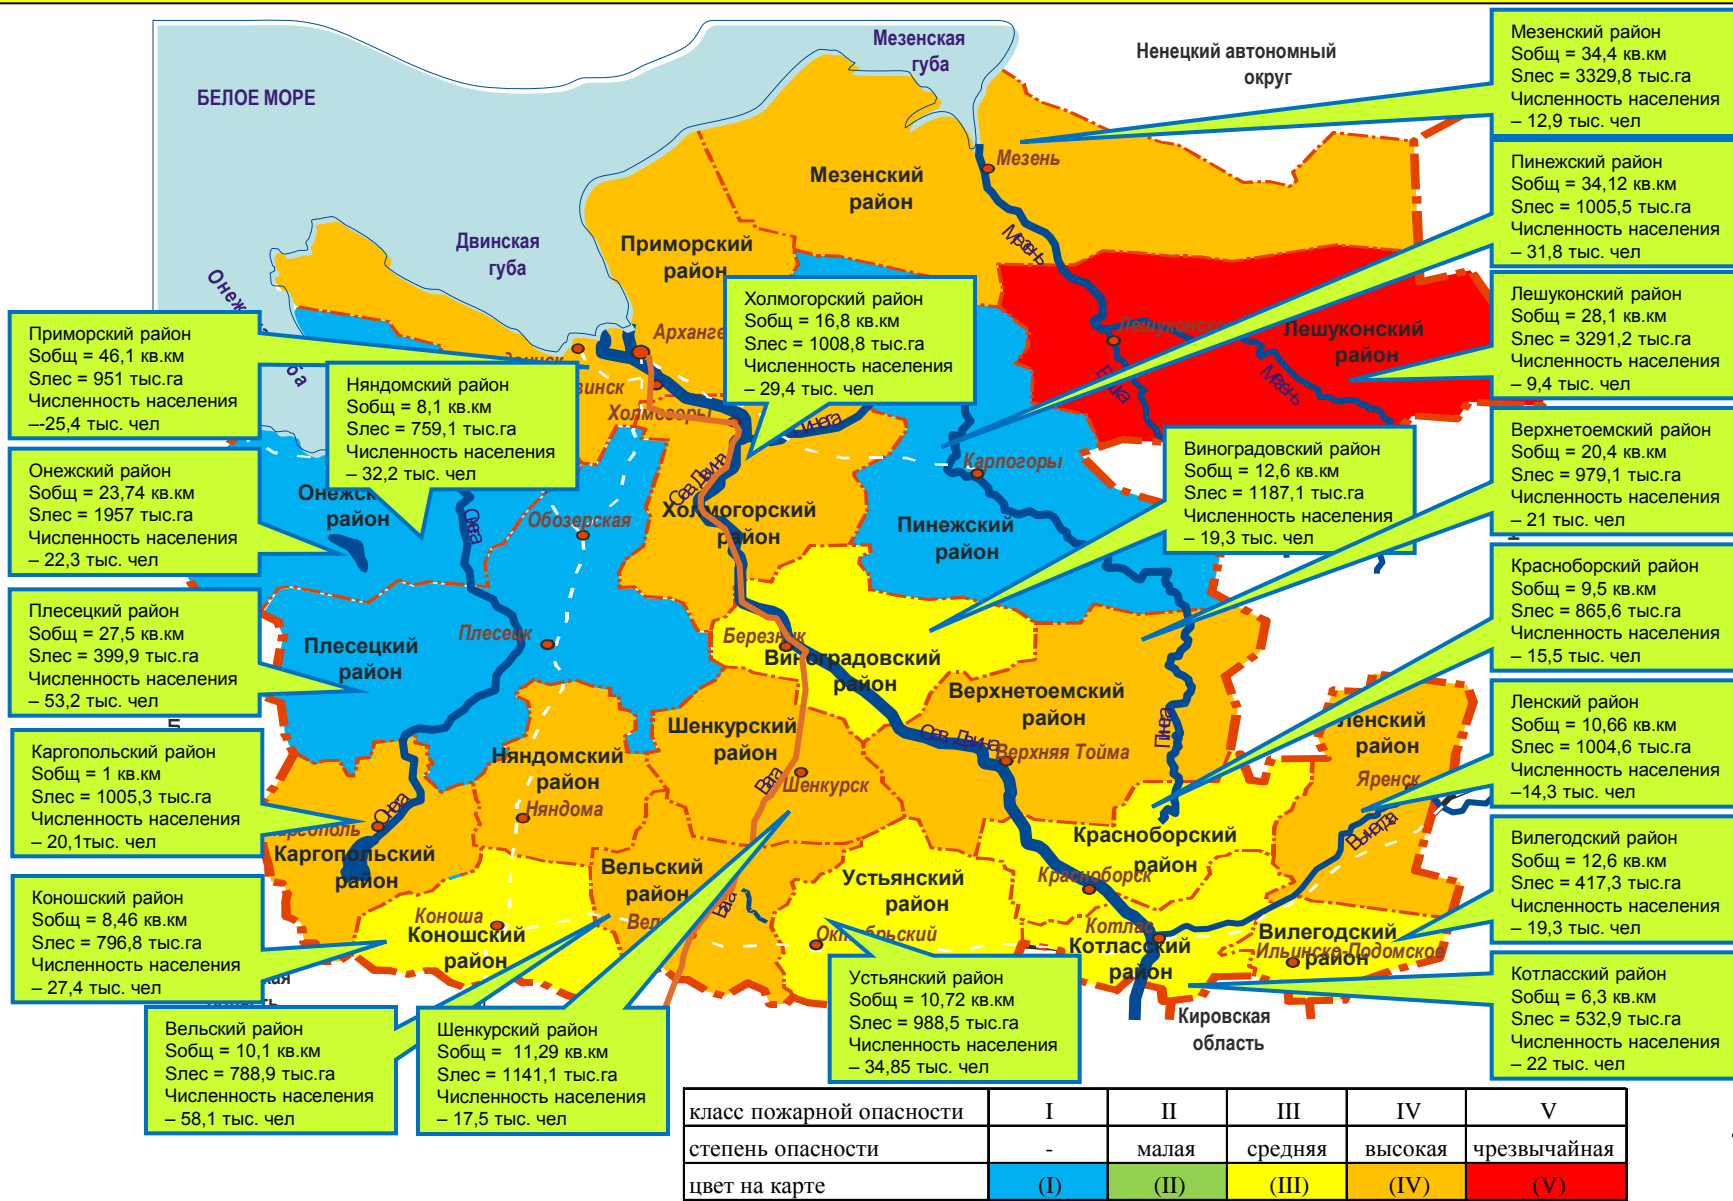 БЕЛОЕ МОРЕ
Мезенская
губа
Ненецкий автономный
округ
Двинская
губа
Мезенский район
Sобщ = 34,4 кв.км
Sлес = 3329,8 тыс.га
Численность населения
– 12,9 тыс. чел
Пинежский район
Sобщ = 34,12 кв.км
Sлес = 1005,5 тыс.га
Численность населения
– 31,8 тыс. чел
Лешуконский район
Sобщ = 28,1 кв.км
Sлес = 3291,2 тыс.га
Численность населения
– 9,4 тыс. чел
Верхнетоемский район
Sобщ = 20,4 кв.км
Sлес = 979,1 тыс.га
Численность населения
– 21 тыс. чел
Красноборский район
Sобщ = 9,5 кв.км
Sлес = 865,6 тыс.га
Численность населения
– 15,5 тыс. чел
Ленский район
Sобщ = 10,66 кв.км
Sлес = 1004,6 тыс.га
Численность населения
–14,3 тыс. чел
Вилегодский район
Sобщ = 12,6 кв.км
Sлес = 417,3 тыс.га
Численность населения
– 19,3 тыс. чел
Котласский район
Sобщ = 6,3 кв.км
Sлес = 532,9 тыс.га
Численность населения
– 22 тыс. чел
Приморский район
Sобщ = 46,1 кв.км
Sлес = 951 тыс.га
Численность населения
–-25,4 тыс. чел
Онежский район
Sобщ = 23,74 кв.км
Sлес = 1957 тыс.га
Численность населения
– 22,3 тыс. чел
Плесецкий район
Sобщ = 27,5 кв.км
Sлес = 399,9 тыс.га
Численность населения
– 53,2 тыс. чел
Каргопольский район
Sобщ = 1 кв.км
Sлес = 1005,3 тыс.га
Численность населения
– 20,1тыс. чел
Коношский район
Sобщ = 8,46 кв.км
Sлес = 796,8 тыс.га
Численность населения
– 27,4 тыс. чел
Вельский район
Sобщ = 10,1 кв.км
Sлес = 788,9 тыс.га
Численность населения
– 58,1 тыс. чел
Шенкурский район
Sобщ = 11,29 кв.км
Sлес = 1141,1 тыс.га
Численность населения
– 17,5 тыс. чел
Устьянский район
Sобщ = 10,72 кв.км
Sлес = 988,5 тыс.га
Численность населения
– 34,85 тыс. чел
Няндомский район
Sобщ = 8,1 кв.км
Sлес = 759,1 тыс.га
Численность населения
– 32,2 тыс. чел
Холмогорский район
Sобщ = 16,8 кв.км
Sлес = 1008,8 тыс.га
Численность населения
– 29,4 тыс. чел
Виноградовский район
Sобщ = 12,6 кв.км
Sлес = 1187,1 тыс.га
Численность населения
– 19,3 тыс. чел
Мезенский
район
Мезень
Мезень
Приморский
район
Лешуконский
район
Мезень
Холмогоры
Карпогоры
район
Обозерская
Сев. Двина
Холмогорский
район
Пинежский
район
Плесецк
Плесецкий
район
Березник
Виноградовский
район
Верхнетоемский
район
Сев. Двина
Верхняя Тойма
Шенкурский
район
Шенкурск
Вага
Няндомский
район
Няндома
Онега
Каргопольский
район
Ленский
район
Яренск
Вычегда
Красноборский
район
Красноборск
Вельский
район
Устьянский
район
Октябрьский
Коноша
Коношский
район
Котлас
Котласский
район
Вилегодский
район
Ильинско-Подомское
Кировская
область
класс пожарной опасности I II III IV V
степень опасности - малая средняя высокая чрезвычайная
цвет на карте (I) (II) (III) (IV) (V)